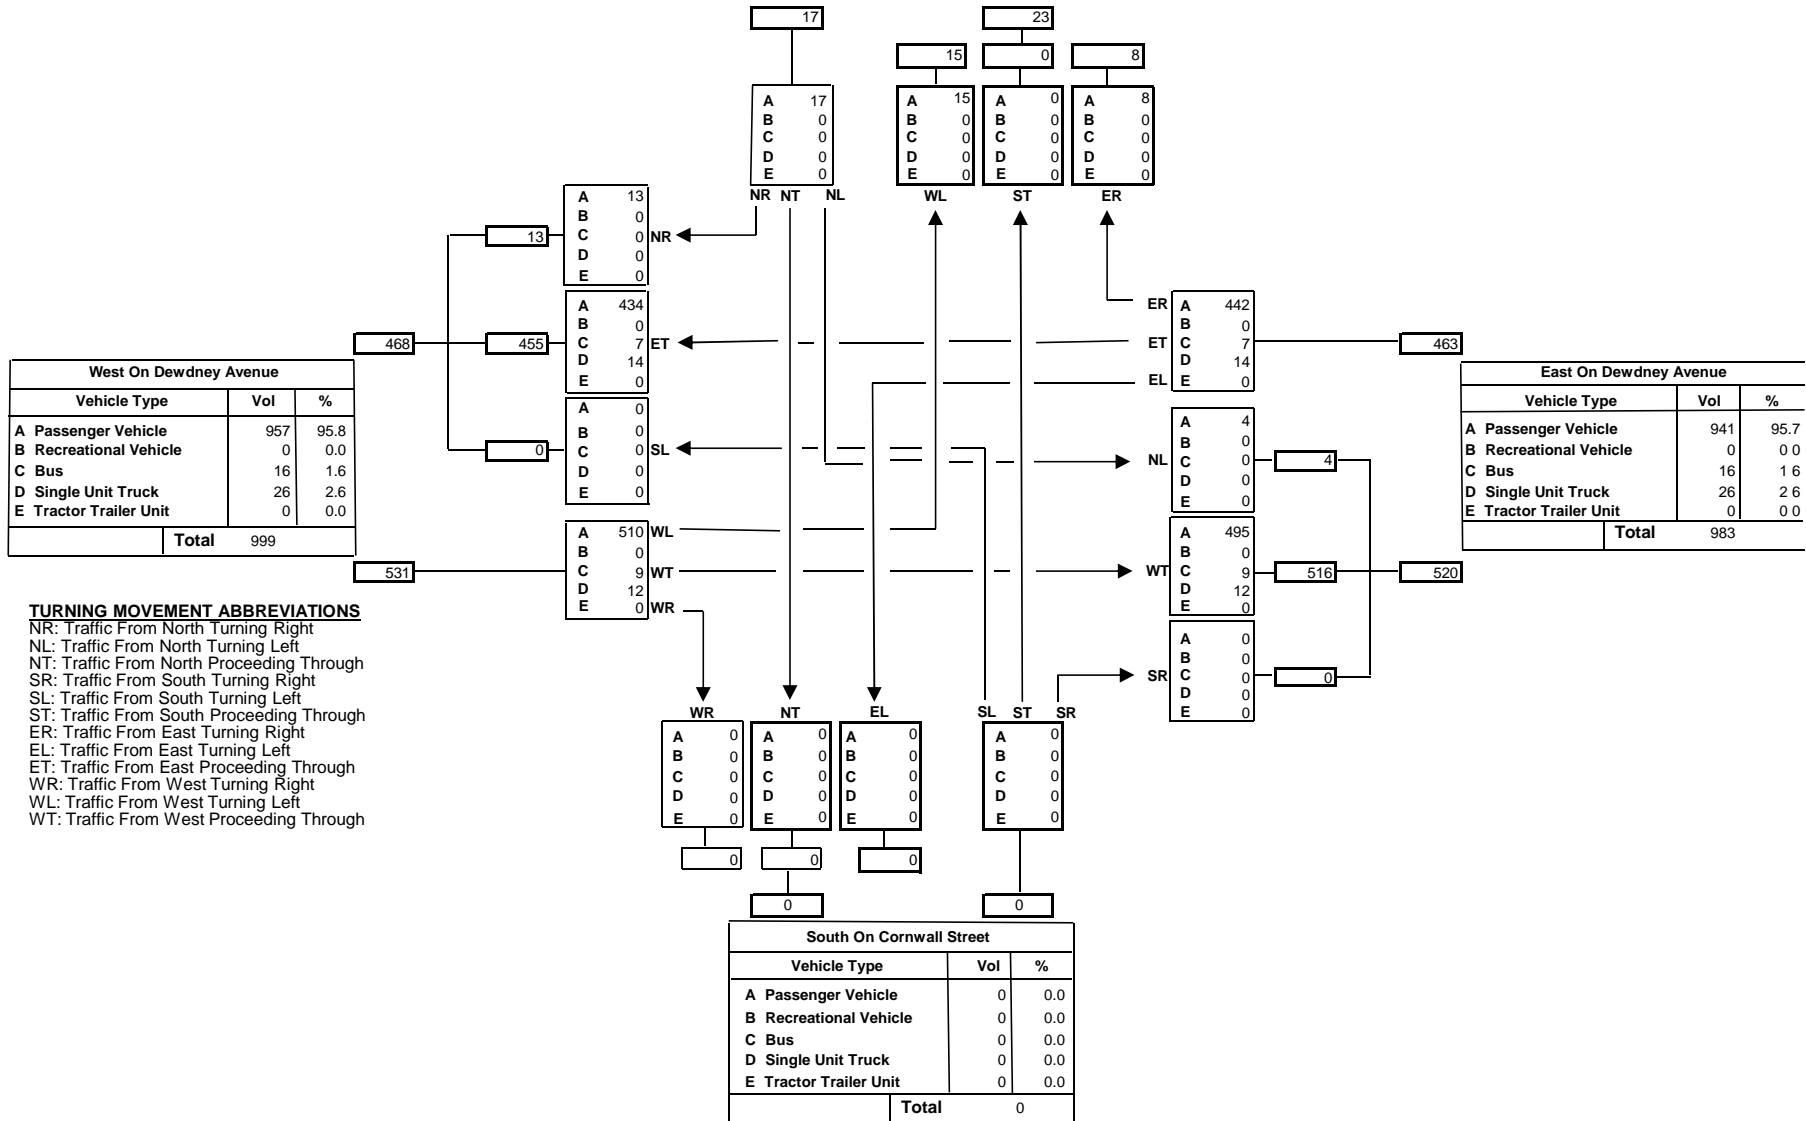 17
23
15
0
8
A 17
B 0
C 0
D 0
E 0
A 15
B 0
C 0
D 0
E 0
A 0
B 0
C 0
D 0
E 0
A 8
B 0
C 0
D 0
E 0
NR NT NL
WL
ST
ER
A 13
B 0
C 0 NR
D 0
E 0
13
A 434
B 0
C 7 ET
D 14
E 0
468
455
A 0
B 0
C 0 SL
D 0
E 0
0
A 510 WL
B 0
C 9 WT
D 12
E 0 WR
531
ER A 442
B 0
ET C 7
D 14
EL E 0
463
A 4
B 0
NL C 0
D 0
E 0
4
A 495
B 0
WT C 9
D 12
E 0
516
520
A 0
B 0
SR C 0
D 0
E 0
0
West On Dewdney Avenue
Vehicle Type Vol %
A Passenger Vehicle 957 95.8
B Recreational Vehicle 0 0.0
C Bus 16 1.6
D Single Unit Truck 26 2.6
E Tractor Trailer Unit 0 0.0
Total 999
East On Dewdney Avenue
Vehicle Type Vol %
A Passenger Vehicle 941 95.7
B Recreational Vehicle 0 0 0
C Bus 16 1 6
D Single Unit Truck 26 2 6
E Tractor Trailer Unit 0 0 0
Total 983
TURNING MOVEMENT ABBREVIATIONS
NR: Traffic From North Turning Right
NL: Traffic From North Turning Left
NT: Traffic From North Proceeding Through
SR: Traffic From South Turning Right
SL: Traffic From South Turning Left
ST: Traffic From South Proceeding Through
ER: Traffic From East Turning Right
EL: Traffic From East Turning Left
ET: Traffic From East Proceeding Through
WR: Traffic From West Turning Right
WL: Traffic From West Turning Left
WT: Traffic From West Proceeding Through
WR
NT
EL
SL ST SR
A 0
B 0
C 0
D 0
E 0
A 0
B 0
C 0
D 0
E 0
A 0
B 0
C 0
D 0
E 0
A 0
B 0
C 0
D 0
E 0
0
0
0
0
0
South On Cornwall Street
Vehicle Type Vol %
A Passenger Vehicle 0 0.0
B Recreational Vehicle 0 0.0
C Bus 0 0.0
D Single Unit Truck 0 0.0
E Tractor Trailer Unit 0 0.0
Total 0